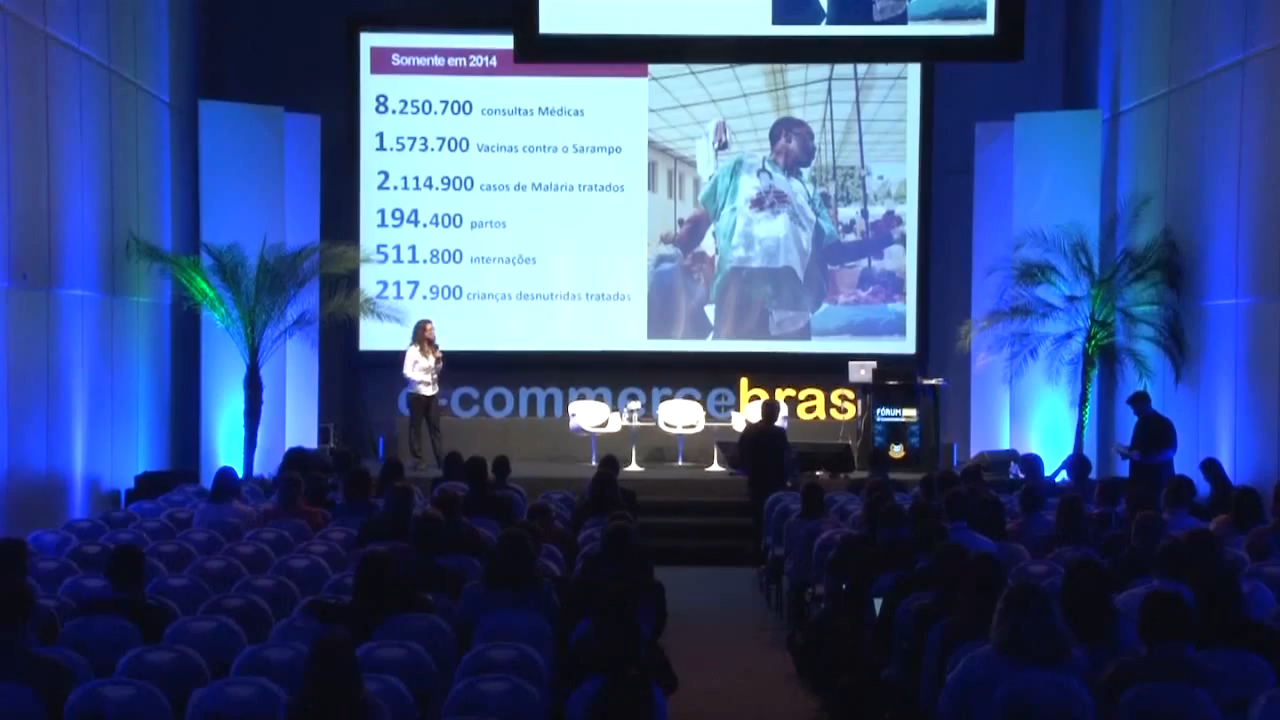 Somente em 2014
8.250.700 consultas Médicas
1.573.700 Vacinas contra o Sarampo
2.114.900 casos de Malária tratados
194.400 partos
511.800 internações
217.900 crianças desnutridas tratadas
e-commercebras
FÓRUM